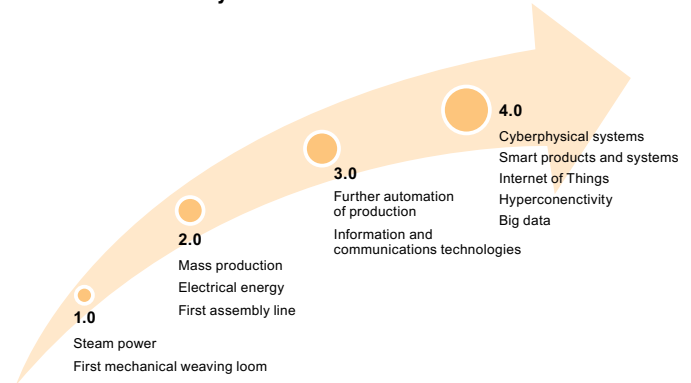 1.0
Steam power
First mechanical weaving loom
2.0
Mass production
Electrical energy
First assembly line
3.0
Further automation
of production
Information and
communications technologies
4.0
Cyberphysical systems
Smart products and systems
Internet of Things
Hyperconenctivity
Big data